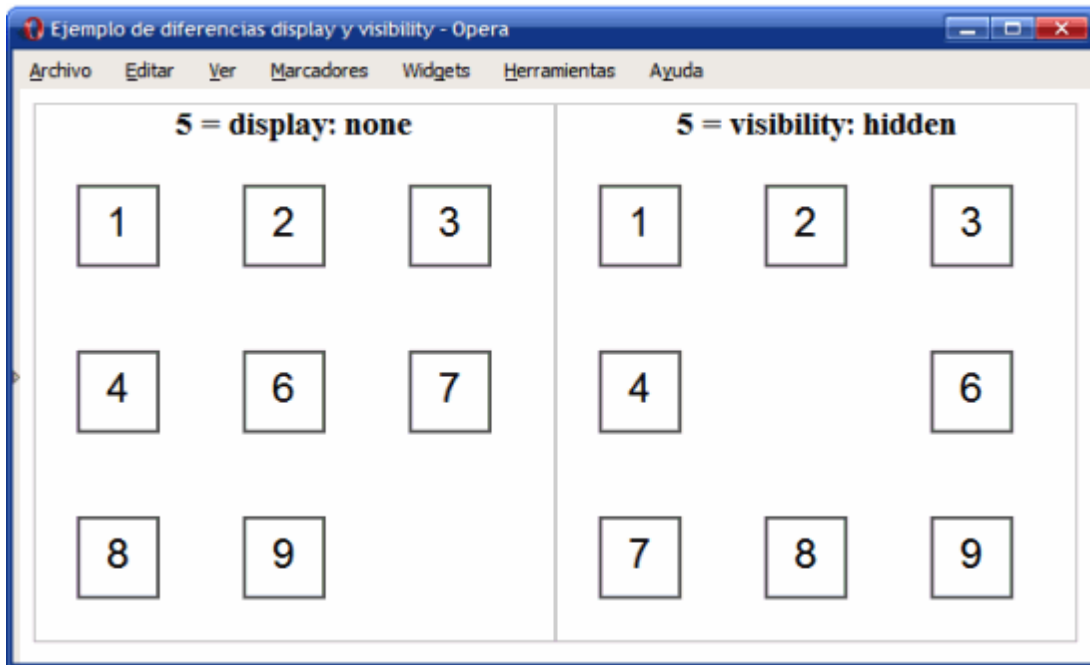 Ejemplo de diferencias display y visibility - Opera
Archivo Editar Ver Marcadores Widgets Herramientas Ayuda
5 = display: none
1 2 3
4 6 7
8 9
5 = visibility: hidden
1 2 3
4 6
7 8 9